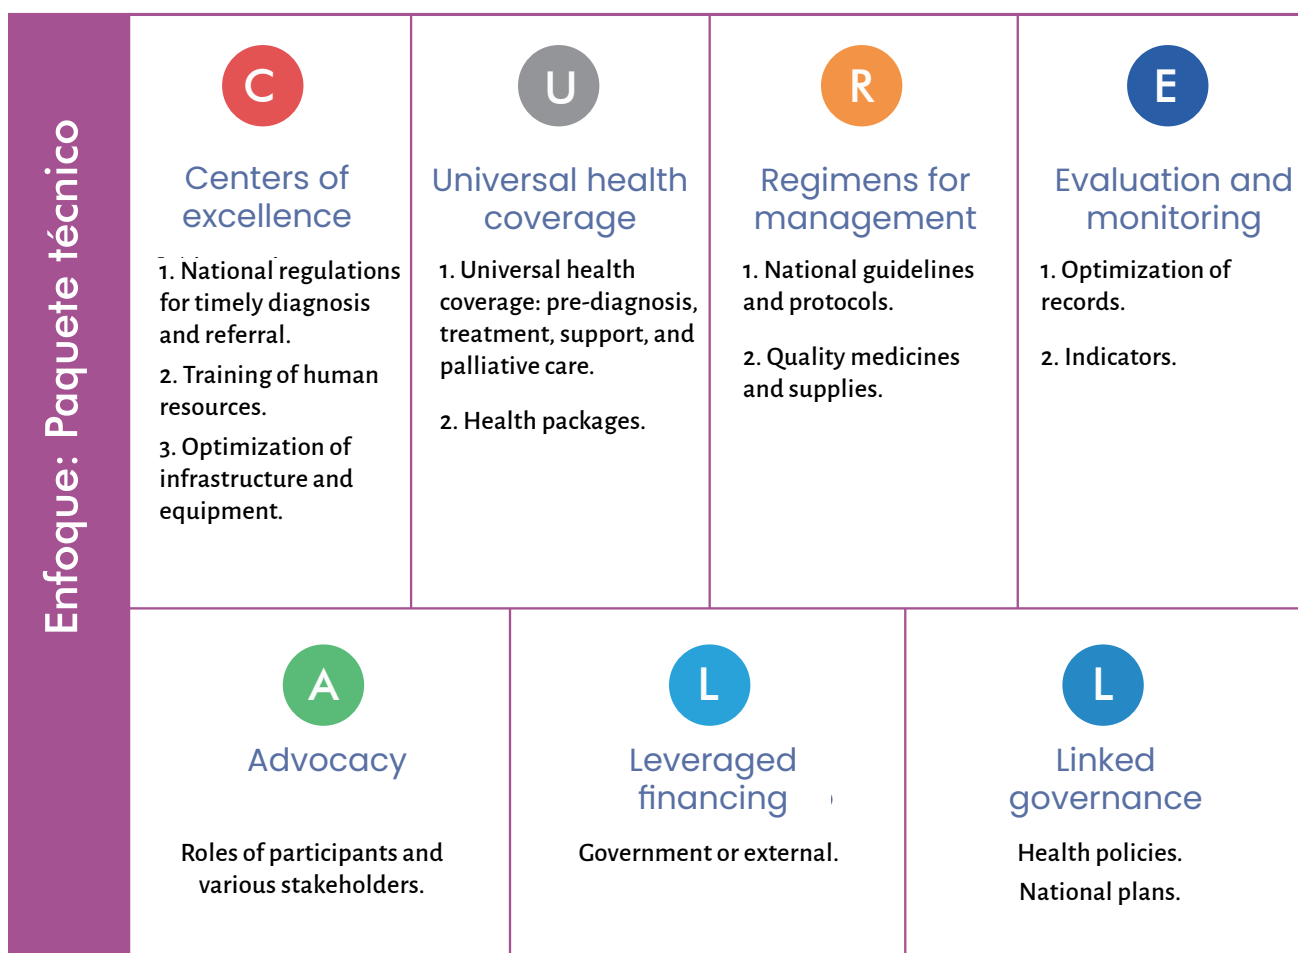 Enfoque: Paquete técnico
C
Centers of
excellence
1. National regulations
for timely diagnosis
and referral.
2. Training of human
resources.
3. Optimization of
infrastructure and
equipment.
U
Universal health
coverage
1. Universal health
coverage: pre-diagnosis,
treatment, support, and
palliative care.
2. Health packages.
R
Regimens for
management
1. National guidelines
and protocols.
2. Quality medicines
and supplies.
E
Evaluation and
monitoring
1. Optimization of
records.
2. Indicators.
A
Advocacy
Roles of participants and
various stakeholders.
L
Leveraged
financing
Government or external.
L
Linked
governance
Health policies.
National plans.